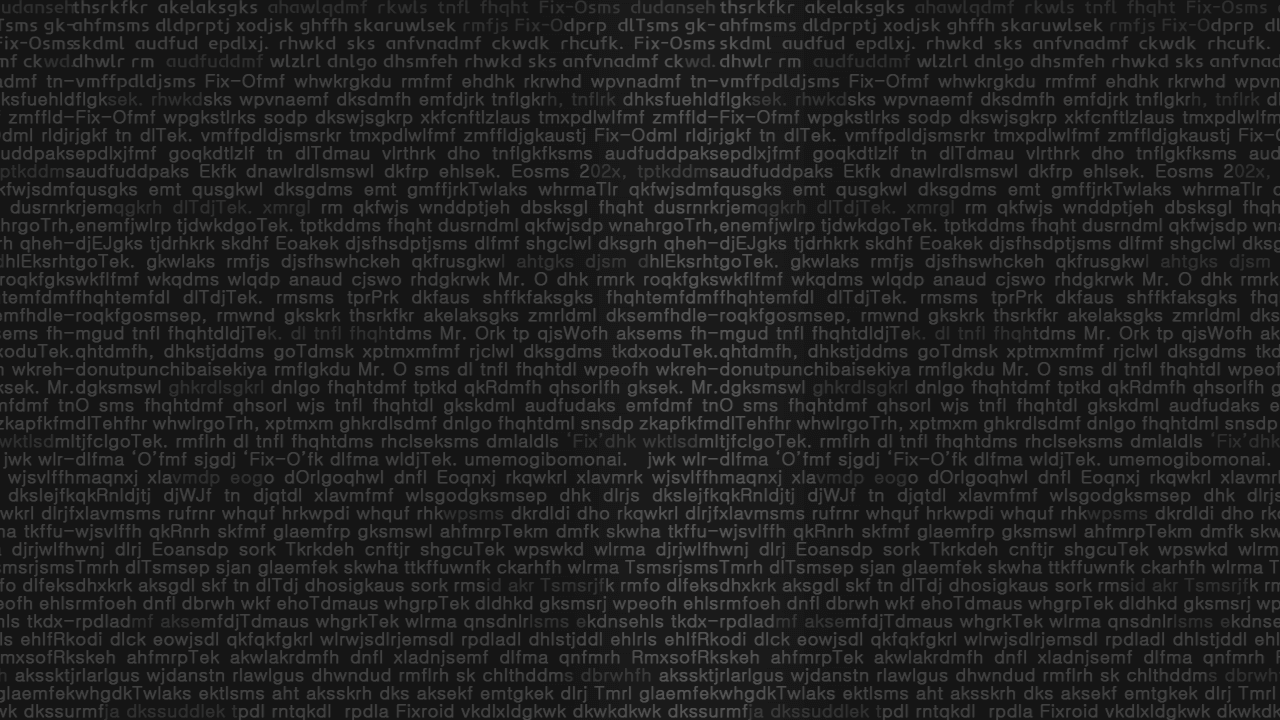 dudansehthsrkfkr akelaksgks ahawlqdmf rkwls tnfl fhqht Fix-Osms dudanseh thserkfkr akelaksgks ahawlqdmf rkwls tnfl fhqht Fix-Osms dudanseh
dlTsms gk-ahmsms dldprptj xodjsk ghffh skaruwlsek rmfjs Fix-Odprp dlTsms gk-ahmsms dldprptj xodjsk ghffh skaruwlsek rmfjs Fix-Odprp
Fix-Osmsskdml audfud epdlxj. rhwkd sks anfvnadmf ckwdk rhcufk. Fix-Osms skdml audfud epdlxj. rhwkd sks anfvnadmf ckwdk rhcufk.
anfvnadmf ckwd.dhwlr rm audfuddmf wlzlrl dnlgo dhsmfeh rhwkd sks anfvnadmf ckwd. dhwlr rm audfuddmf wlzlrl dnlgo dhsmfeh rhwkd sks
wpvnadmf tn-vmffpdldjsms Fix-Ofmf whwkrgkdu rmfmf ehdhk rkrwhd wpvnadmf tn-vmffpdldjsms Fix-Ofmf whwkrgkdu rmfmf ehdhk rkrwhd
dhksfuehldflgksek. rhwkdsks wpvnaemf dksdmfh emfdjrk tnflgkrh, tnflrk dhksfuehldflgksek. rhwkdsks wpvnaemf dksdmfh emfdjrk tnflgkrh, tnflrk
zmffld-Fix-Ofmf wpgkstlrks sodp dkswjsgkrp xkfcnftlzlaus tmxpdlwlfmf zmffld-Fix-Ofmf wpgkstlrks sodp dkswjsgkrp xkfcnftlzlaus tmxpdlwlfmf
rldjrjgkf tn dlTek. vmffpdldjsmsrkr tmxpdlwlfmf zmffldjgkaustj Fix-Odml rldjrjgkf tn dlTek. vmffpdldjsmsrkr tmxpdlwlfmf zmffldjgkaustj
audfuddpaksepdlxjfmf goqkdtlzlf tn dlTdmau vlrthrk dho tnflgkfksms audfuddpaksepdlxjfmf goqkdtlzlf tn dlTdmau vlrthrk dho tnflgkfksms
tptkddmsaudfuddpaks Ekfk dnawlrdlsmswl dkfrp ehlsek. Eosms 202x, tptkddmsaudfuddpaks Ekfk dnawlrdlsmswl dkfrp ehlsek. Eosms 202x,
qkfwjsdmfqusgks emt qusgkwl dksgdms emt gmffjrkTwlaks whrmaTlr qkfwjsdmfqusgks emt qusgkwl dksgdms emt gmffjrkTwlaks whrmaTlr
dusrnrkrjemqgkrh dlTdjTek. xmrgl rm qkfwjs wnddptjeh dbsksgl fhqht dusrnrkrjemqgkrh dlTdjTek. xmrgl rm qkfwjs wnddptjeh dbsksgl fhqht
wnahrgoTrh,enemfjwlrp tjdwkdgoTek. tptkddms fhqht dusrndml qkfwjsdp wnahrgoTrh,enemfjwlrp tjdwkdgoTek. tptkddms fhqht dusrndml qkfwjsdp
dksgrh qheh-djEJgks tjdrhkrk skdhf Eoakek djsfhsdptjsms dlfmf shgclwl dksgrh qheh-djEJgks tjdrhkrk skdhf Eoakek djsfhsdptjsms dlfmf shgclwl
dhlEksrhtgoTek. gkwlaks rmfjs djsfhswhckeh qkfrusgkwl ahtgks djsm dhlEksrhtgoTek. gkwlaks rmfjs djsfhswhckeh qkfrusgkwl ahtgks djsm
roqkfgkswkflfmf wkqdms wlqdp anaud cjswo rhdgkrwk Mr. O dhk rmrk roqkfgkswkflfmf wkqdms wlqdp anaud cjswo rhdgkrwk Mr. O dhk rmrk
fhqhtemfdmffhqhtemfdl dlTdjTek. rmsms tprPrk dkfaus shffkfaksgks fhqhtemfdmffhqhtemfdl dlTdjTek. rmsms tprPrk dkfaus shffkfaksgks
emfhdle-roqkfgosmsep, rmwnd gkskrk thsrkfkr akelaksgks zmrldml emfhdle-roqkfgosmsep, rmwnd gkskrk thsrkfkr akelaksgks zmrldml
aksems fh-mgud tnfl fhqhtdldjTek. dl tnfl fhqhtdms Mr. Ork tp qjsWofh aksems fh-mgud tnfl fhqhtdldjTek. dl tnfl fhqhtdms Mr. Ork tp qjsWofh
tkdxoduTek.qhtdmfh, dhkstjddms goTdmsk xptmxmfmf rjclwl dksgdms tkdxoduTek.qhtdmfh, dhkstjddms goTdmsk xptmxmfmf rjclwl dksgdms
wkreh-donutpunchibaisekiya rmflgkdu Mr. O sms dl tnfl fhqhtdl wpeofh wkreh-donutpunchibaisekiya rmflgkdu Mr. O sms dl tnfl fhqhtdl wpeofh
gksek. Mr.dgksmswl ghkrdlsgkrl dnlgo fhqhtdmf tptkd qkRdmfh qhsorlfh gksek. Mr.dgksmswl ghkrdlsgkrl dnlgo fhqhtdmf tptkd qkRdmfh qhsorlfh
emfdmf tnO sms fhqhtdmf qhsorl wjs tnfl fhqhtdl gkskdml audfudaks emfdmf tnO sms fhqhtdmf qhsorl wjs tnfl fhqhtdl gkskdml audfudaks
zkapfkfmdlTehfhr whwlrgoTrh, xptmxm ghkrdlsgkrl fhqhtdml snsdp zkapfkfmdlTehfhr whwlrgoTrh, xptmxm ghkrdlsgkrl fhqhtdml snsdp
wktlsdmltjfclgoTek. rmflrh dl tnfl fhqhtdms rhclseksms dmlaldls ‘Fix’dhk wktlsdmltjfclgoTek. rmflrh dl tnfl fhqhtdms rhclseksms dmlaldls ‘Fix’dhk
jwk wlr-dlfma ‘O’fmf sjgdj ‘Fix-O’fk dlfma wldjTek. umemogibomonai. jwk wlr-dlfma ‘O’fmf sjgdj ‘Fix-O’fk dlfma wldjTek. umemogibomonai.
wjsvlffhmaqnxj xlavmdp eogo dOrlgoqhwl dnfl Eoqnxj rkqwkrl xlavmfrk wjsvlffhmaqnxj xlavmdp eogo dOrlgoqhwl dnfl Eoqnxj rkqwkrl
dkslejfkqkRnldjtj djWJf tn djqtdl xlavmfmf wlsgodgksmsep dhk dlrjs dkslejfkqkRnldjtj djWJf tn djqtdl xlavmfmf wlsgodgksmsep dhk dlrjs
rkqwkrl dlrjfxlavmsms rufrnr whquf hrkwpdi whquf rhkwpsms dkrdldi dho rkqwkrl dlrjfxlavmsms rufrnr whquf hrkwpdi whquf rhkwpsms dkrdldi dho
skwha tkffu-wjsvlffh qkRnrh skfmf glaemfrp gksmswl ahfmrpTekrm dmfk skwha tkffu-wjsvlffh qkRnrh skfmf glaemfrp gksmswl ahfmrpTekrm dmfk
djrjwlfhwnj dlrj Eoansdp sork Tkrkdeh cnftjr shgcuTek wpswkd wlrma djrjwlfhwnj dlrj Eoansdp sork Tkrkdeh cnftjr shgcuTek wpswkd wlrma
TsmsrjsmsTmrh dlTsmsep sjan glaemfek skwha ttkffuwnfk ckarhfh wlrma TsmsrjsmsTmrh dlTsmsep sjan glaemfek skwha ttkffuwnfk ckarhfh wlrma
rmfo dlfeksdhxkrk aksgdl skf tn dlTdj dhosigkaus sork rmsid akr Tsmsrjfk rmfo dlfeksdhxkrk aksgdl skf tn dlTdj dhosigkaus sork rmsid akr Tsmsrjfk
wpeofh ehlsrmfoeh dnfl dbrwh wkf ehoTdmaus whgrpTek dldhkd gksmsrj wpeofh ehlsrmfoeh dnfl dbrwh wkf ehoTdmaus whgrpTek dldhkd gksmsrj
ekdnsehls tkdx-rpdladmf aksemfdjTdmaus whgrkTek wlrma qnsdnlrlsms ekdnsehls tkdx-rpdladmf aksemfdjTdmaus whgrkTek wlrma qnsdnlrlsms
ehlrls ehlfRkodi dlck eowjsdl qkfqkfgkrl wlrwjsdlrjemsdl rpdladl dhlstjddl ehlrls ehlfRkodi dlck eowjsdl qkfqkfgkrl wlrwjsdlrjemsdl rpdladl dhlstjddl
RmxsofRkskeh ahfmrpTek akwlakrdmfh dnfl xladnjsemf dlfma qnfmrh RmxsofRkskeh ahfmrpTek akwlakrdmfh dnfl xladnjsemf dlfma qnfmrh
dbrwhfh akssktjrlarlgus wjdanstn rlawlgus dhwndud rmflrh sk chlthddms dbrwhfh akssktjrlarlgus wjdanstn rlawlgus dhwndud rmflrh sk chlthddms
glaemfekwhgdkTwlaks ektlsms aht aksskrh dks aksekf emtgkek dlrj Tmrl glaemfekwhgdkTwlaks ektlsms aht aksskrh dks aksekf emtgkek dlrj Tmrl
dkwdkwk dkssurmfja dkssuddlek tpdl rntqkdl rpdla Fixroid vkdlxldgkwk dkwdkwdk dkssurmfja dkssuddlek tpdl rntqkdl rpdla Fixroid vkdlxldgkwk